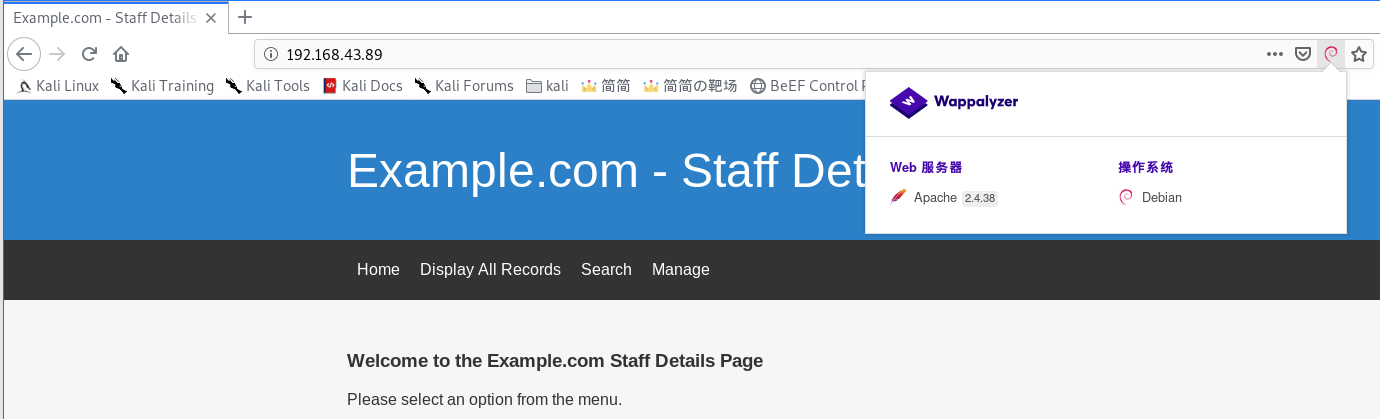 Example.com - Staff Details
192.168.43.89
Kali Linux Kali Training Kali Tools Kali Docs Kali Forums kali 简简 简简の靶场 BeEF Control
Wappalyzer
Web 服务器 操作系统
Apache 2.4.38 Debian
Example.com - Staff Det
Home Display All Records Search Manage
Welcome to the Example.com Staff Details Page
Please select an option from the menu.